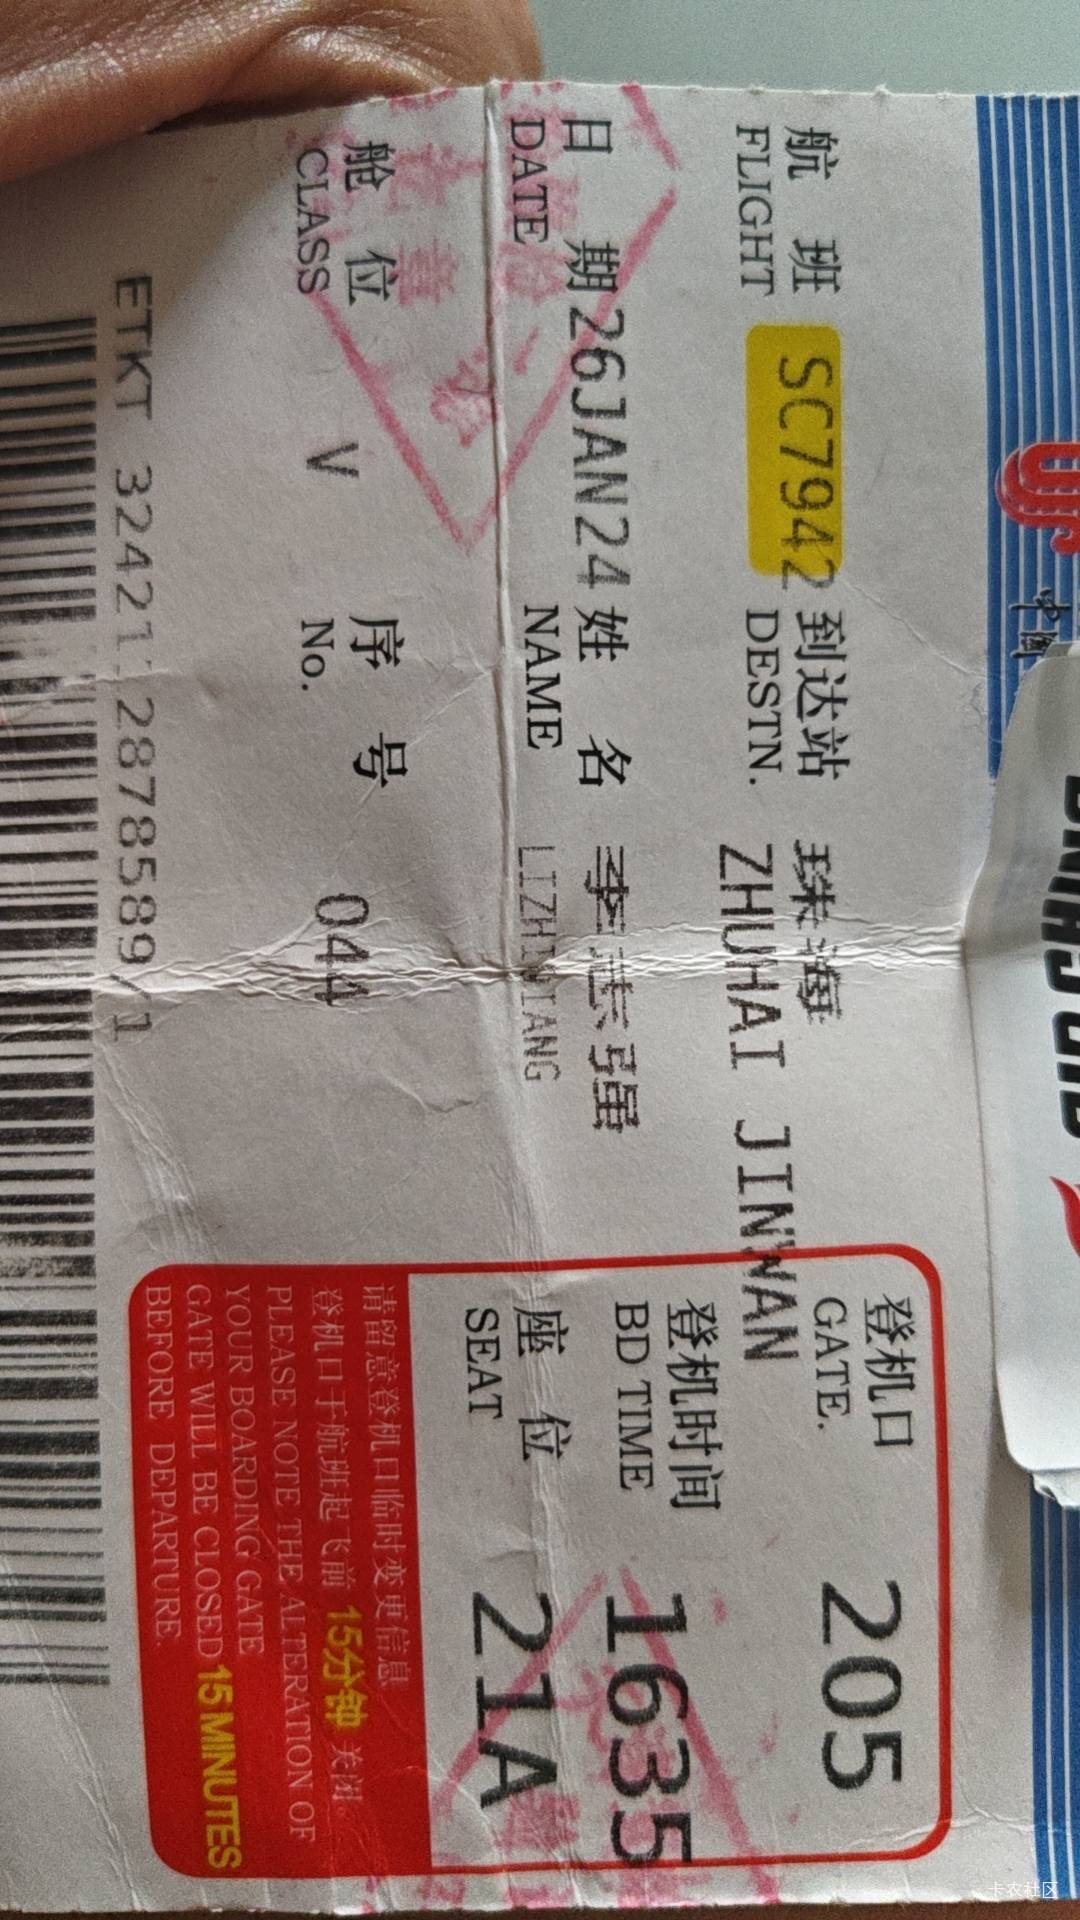 中國
航 班 SC7942 到达站 珠海
FLIGHT DESTN. ZHUHAI JINWAN
日 期 26JAN24 姓 名 李志强
DATE NAME LIZHIQIANG
舱 位 V 序 号 044
CLASS No.
ETKT 3242112878589/1
登机口 205
GATE.
登机时间 1635
BD TIME
座 位 21A
SEAT
请留意登机口临时变更信息
登机口于航班起飞前 15分钟 关闭。
PLEASE NOTE THE ALTERATION OF
YOUR BOARDING GATE
GATE WILL BE CLOSED 15 MINUTES
BEFORE DEPARTURE.
卡农社区